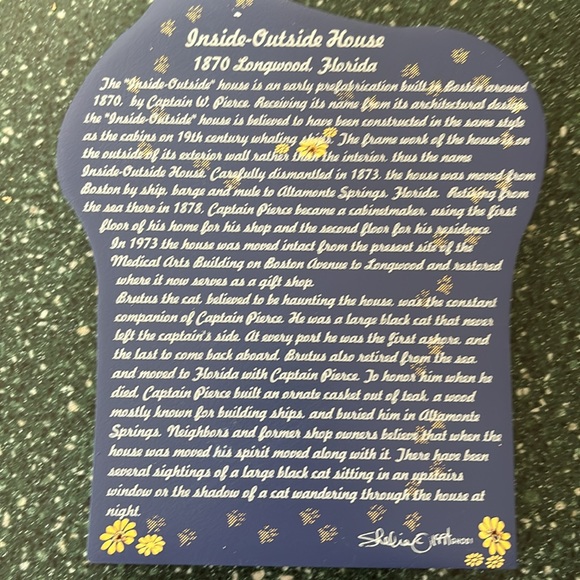 Inside-Outside House
1870 Longwood, Florida
The "Inside-Outside" house is an early prefabrication built in Boston around
1870, by Captain W. Pierce. Receiving its name from its architectural design
the "Inside-Outside" house is believed to have been constructed in the same style
as the cabins on 19th century whaling ships. The frame work of the house is on
the outside of its exterior wall rather than the interior, thus the name
Inside-Outside House. Carefully dismantled in 1873, the house was moved from
Boston by ship, barge and mule to Altamonte Springs, Florida. Retiring from
the sea there in 1878, Captain Pierce became a cabinetmaker, using the first
floor of his home for his shop and the second floor for his residence.
In 1973 the house was moved intact from the present site of the
Medical Arts Building on Boston Avenue to Longwood and restored
where it now serves as a gift shop.
Brutus the cat, believed to be haunting the house, was the constant
companion of Captain Pierce. He was a large black cat that never
left the captain's side. At every port he was the first ashore, and
the last to come back aboard. Brutus also retired from the sea,
and moved to Florida with Captain Pierce. To honor him when he
died, Captain Pierce built an ornate casket out of teak, a wood
mostly known for building ships, and buried him in Altamonte
Springs. Neighbors and former shop owners believe that when the
house was moved his spirit moved along with it. There have been
several sightings of a large black cat sitting in an upstairs
window or the shadow of a cat wandering through the house at
night.